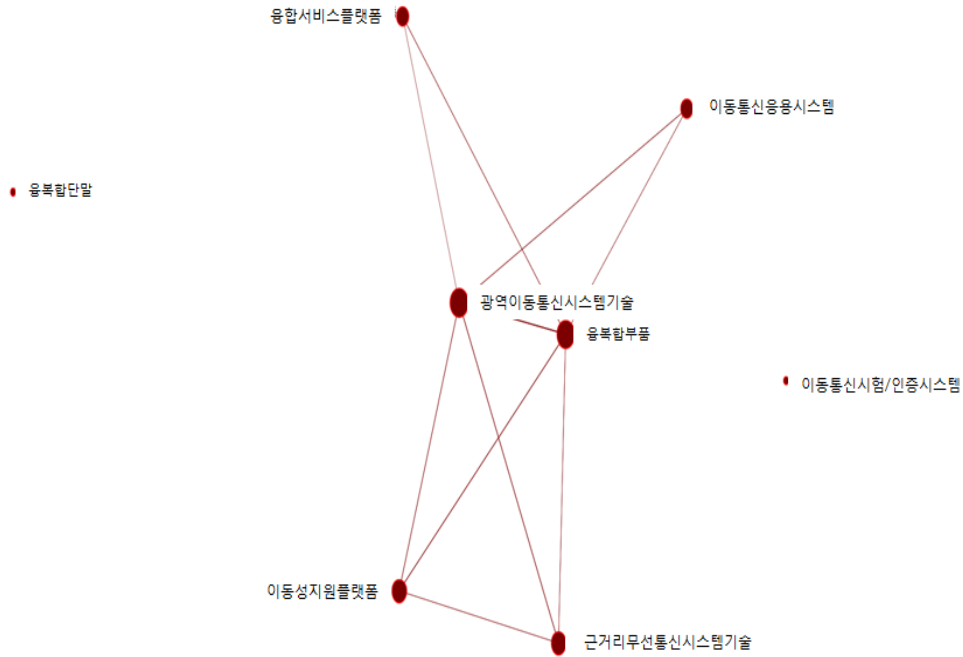 융합서비스플랫폼
이동통신응용시스템
융복합단말
광역이동통신시스템기술
융복합부품
이동통신시험/인증시스템
이동성지원플랫폼
근거리무선통신시스템기술